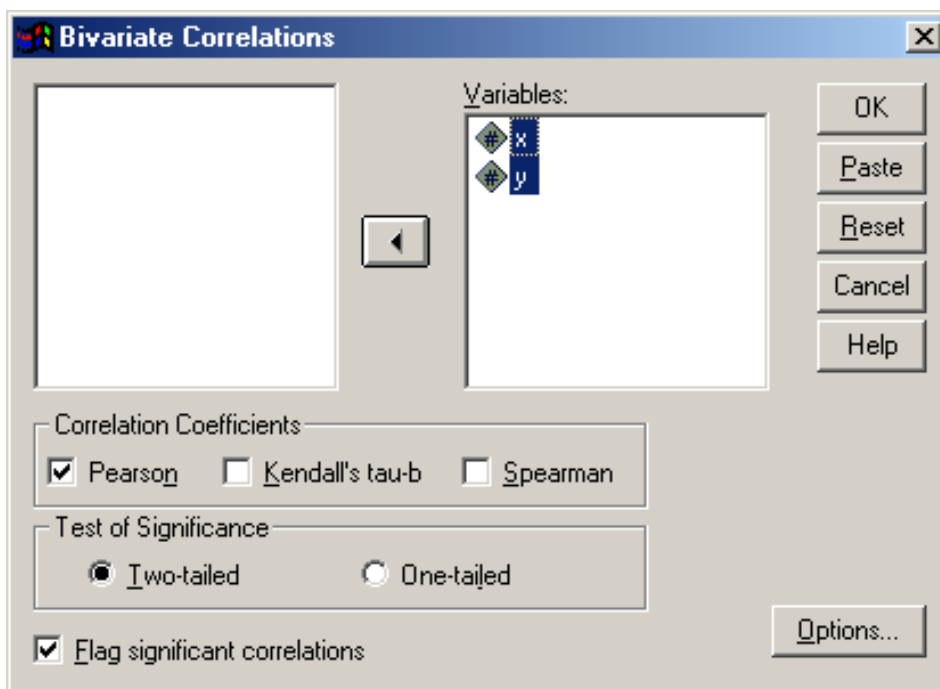 Bivariate Correlations
Variables:
# x
# y
OK
Paste
Reset
Cancel
Help
Correlation Coefficients
Pearson Kendall's tau-b Spearman
Test of Significance
Two-tailed One-tailed
Flag significant correlations
Options...